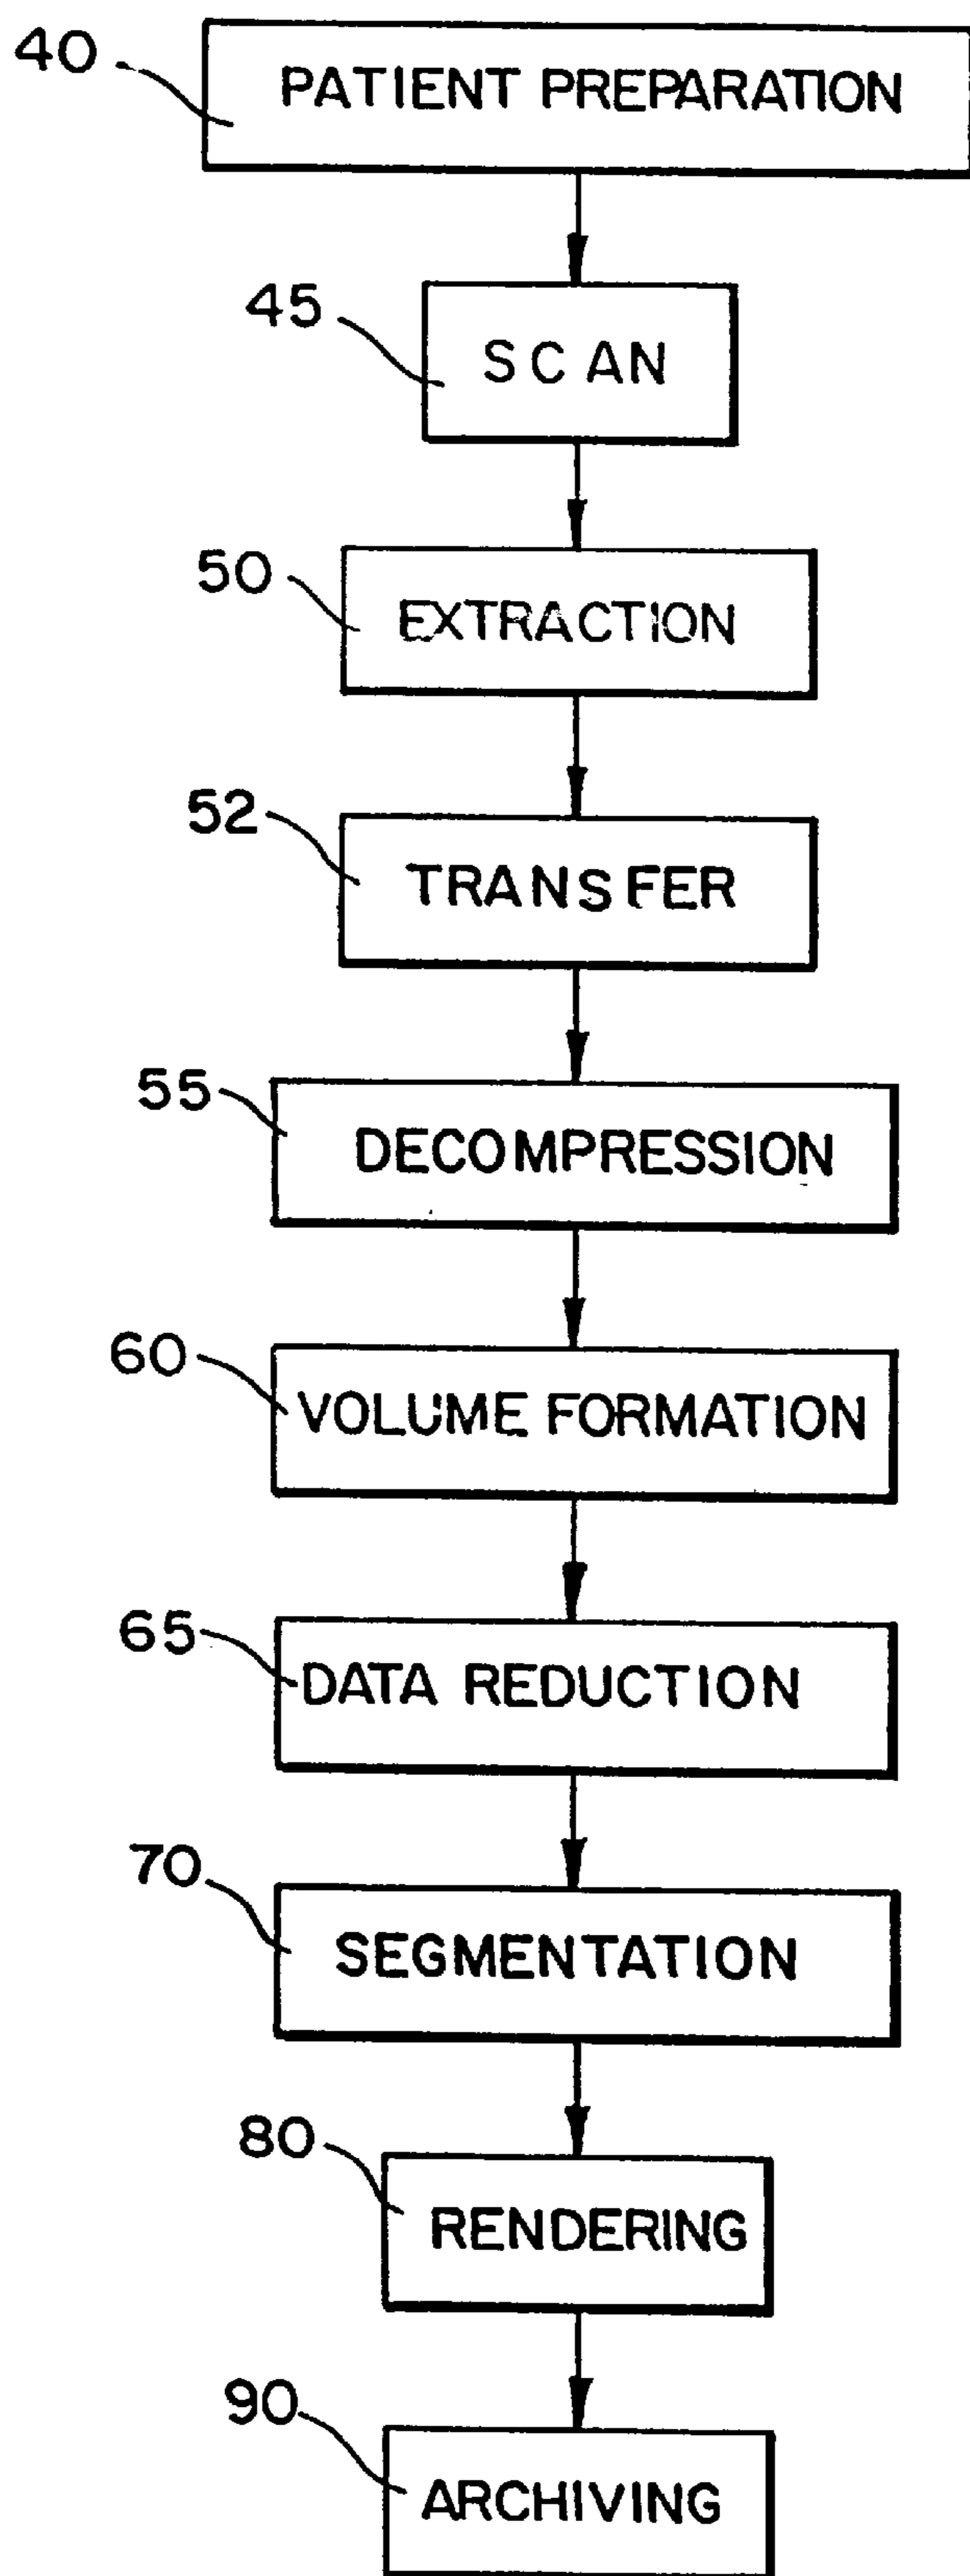 40
PATIENT PREPARATION
45
SCAN
50
EXTRACTION
52
TRANSFER
55
DECOMPRESSION
60
VOLUME FORMATION
65
DATA REDUCTION
70
SEGMENTATION
80
RENDERING
90
ARCHIVING